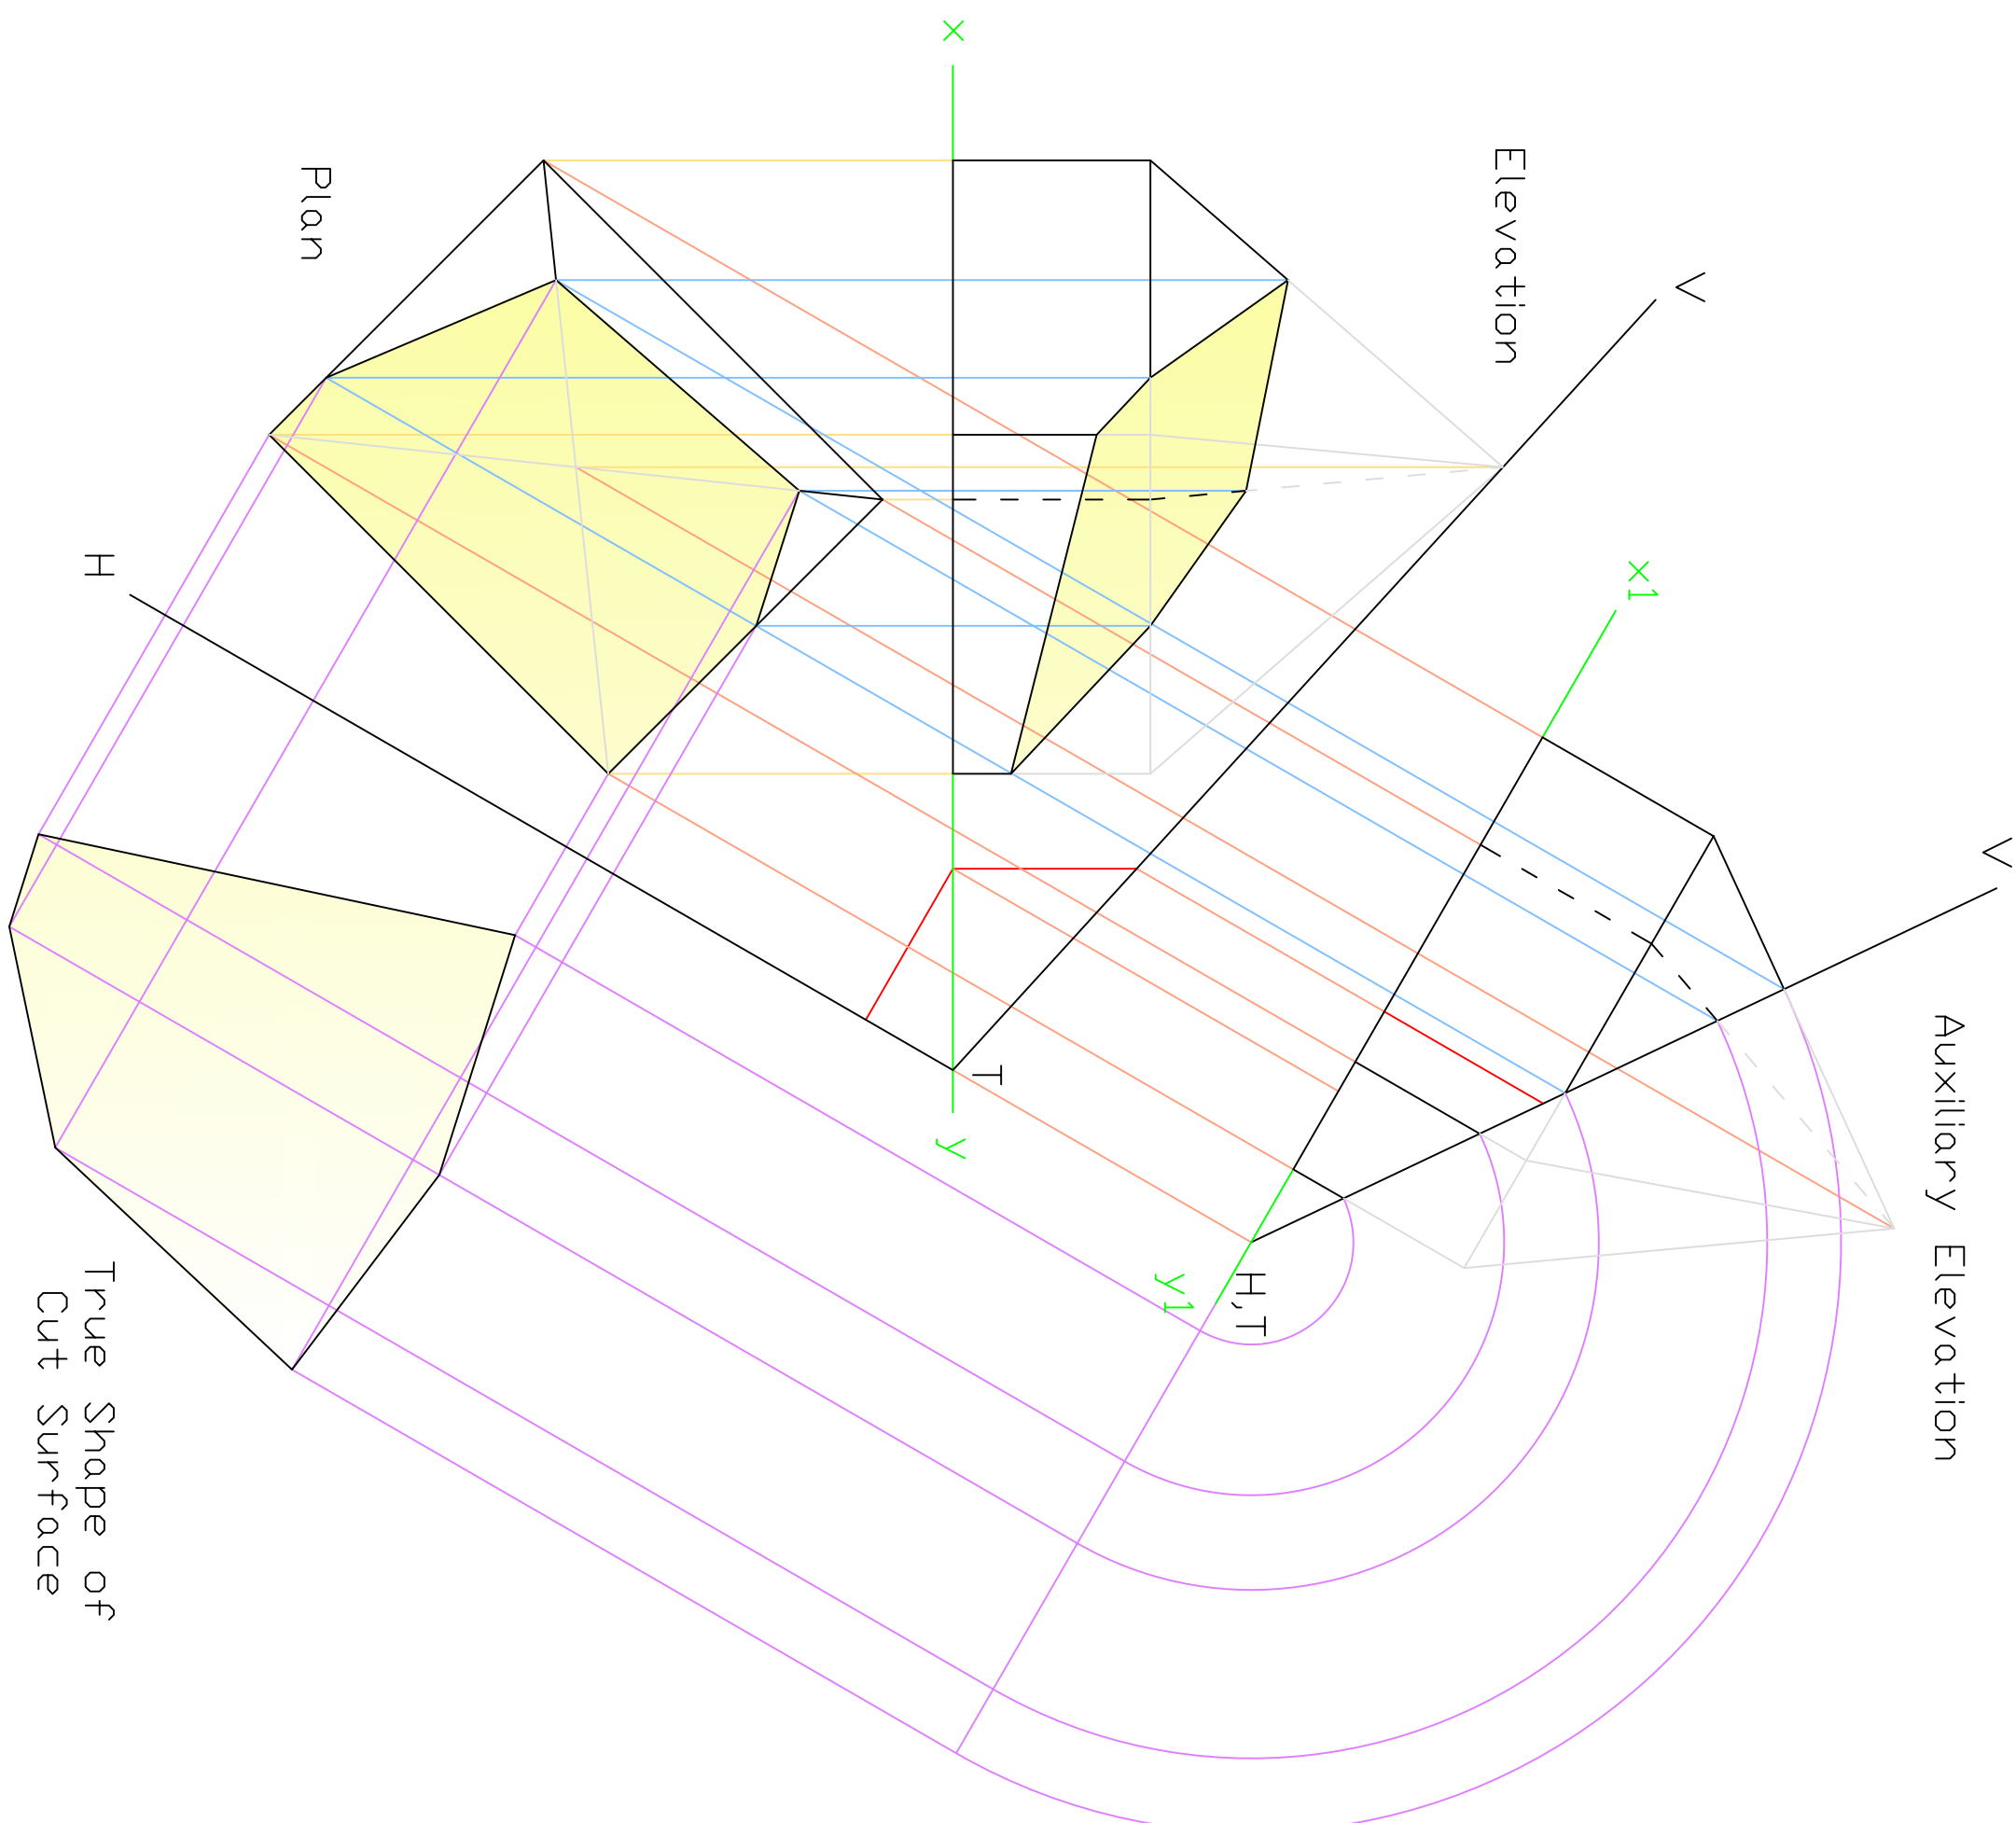 V
Auxiliary Elevation
V
x1
Elevation
H,T
y1
T
x
y
Plan
H
True Shape of
Cut Surface